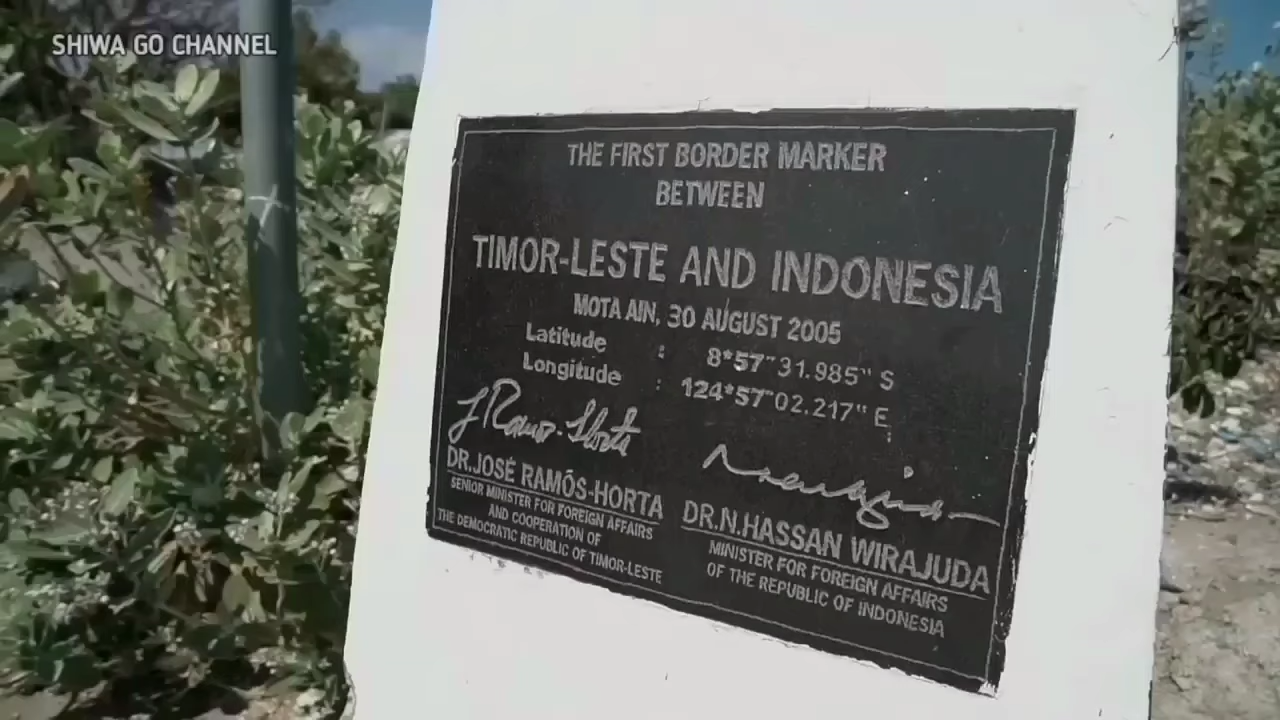 SHIWA GO CHANNEL
THE FIRST BORDER MARKER
BETWEEN
TIMOR-LESTE AND INDONESIA
MOTA AIN, 30 AUGUST 2005
Latitude : 8*57"31.985" S
Longitude : 124*57"02.217" E
J Ramos-Horta
DR.JOSÉ RAMÓS-HORTA
SENIOR MINISTER FOR FOREIGN AFFAIRS
AND COOPERATION OF
THE DEMOCRATIC REPUBLIC OF TIMOR-LESTE
DR.N.HASSAN WIRAJUDA
MINISTER FOR FOREIGN AFFAIRS
OF THE REPUBLIC OF INDONESIA